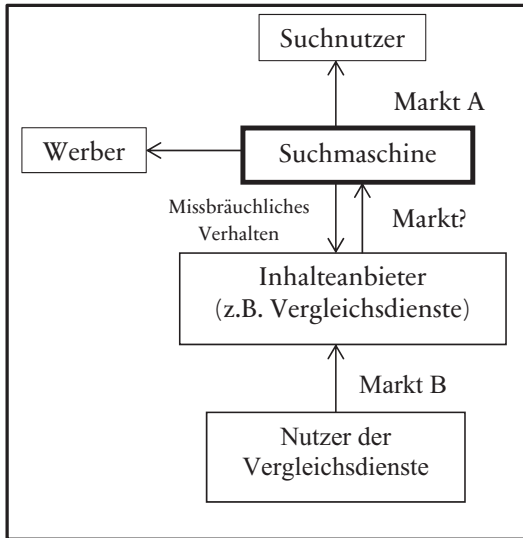 Suchnutzer
Markt A
Werber
Suchmaschine
Missbräuchliches
Verhalten
Markt?
Inhalteanbieter
(z.B. Vergleichsdienste)
Markt B
Nutzer der
Vergleichsdienste